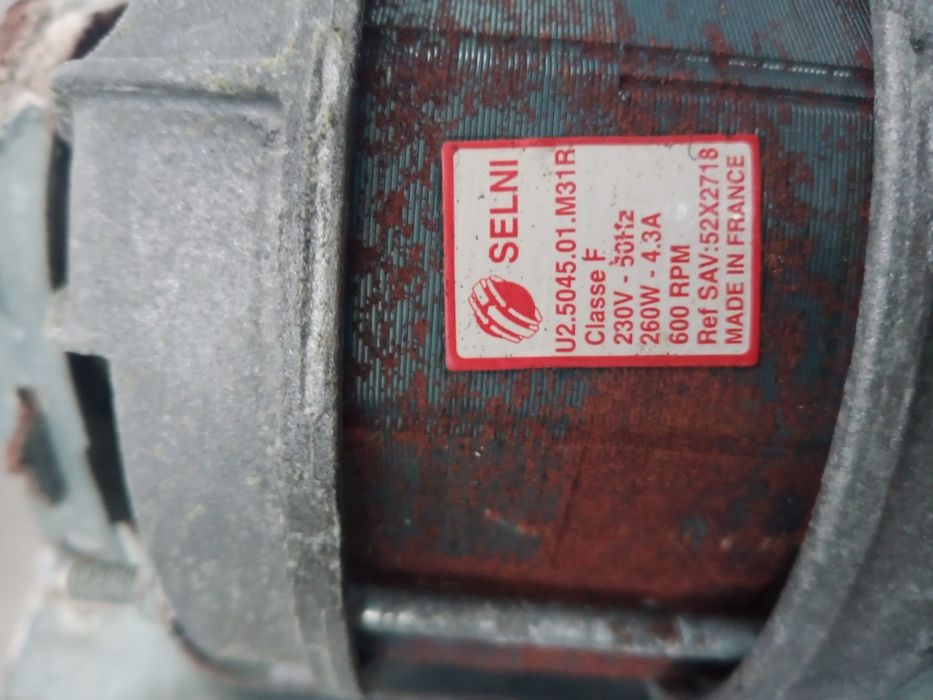 SELNI
U2.5045.01.M31R
Classe F
230V - 50Hz
260W - 4.3A
600 RPM
Ref SAV:52X2718
MADE IN FRANCE